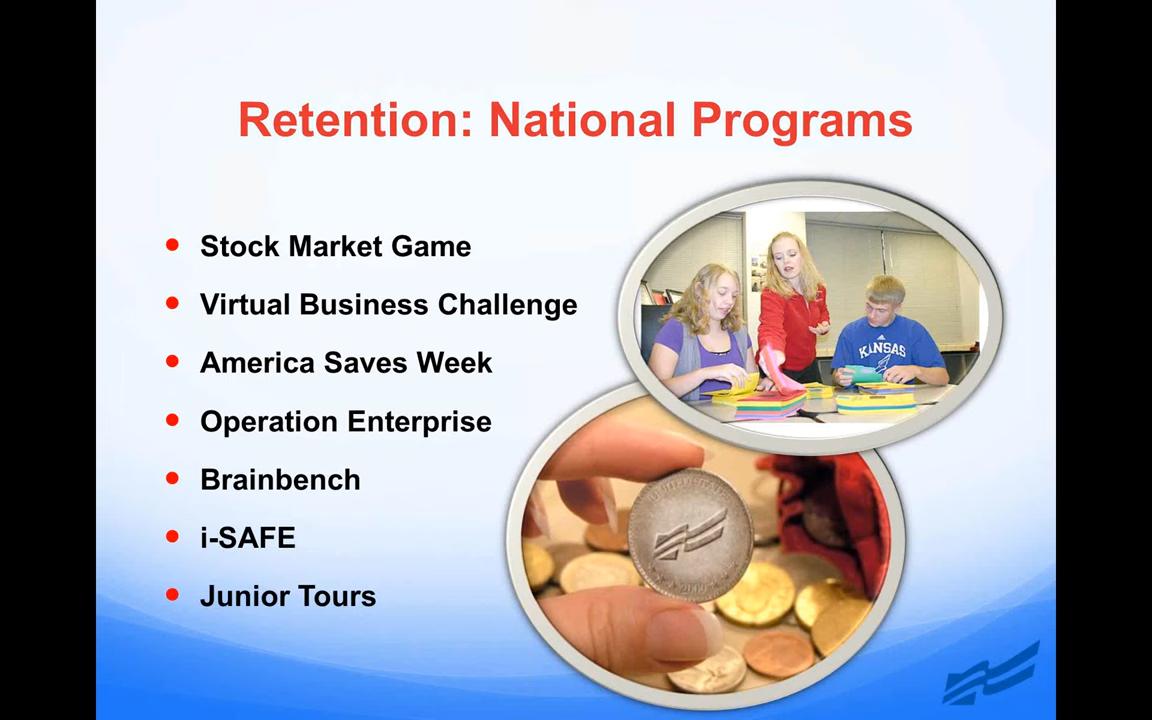 Retention: National Programs
Stock Market Game
Virtual Business Challenge
America Saves Week
Operation Enterprise
Brainbench
i-SAFE
Junior Tours
KANSAS
2009